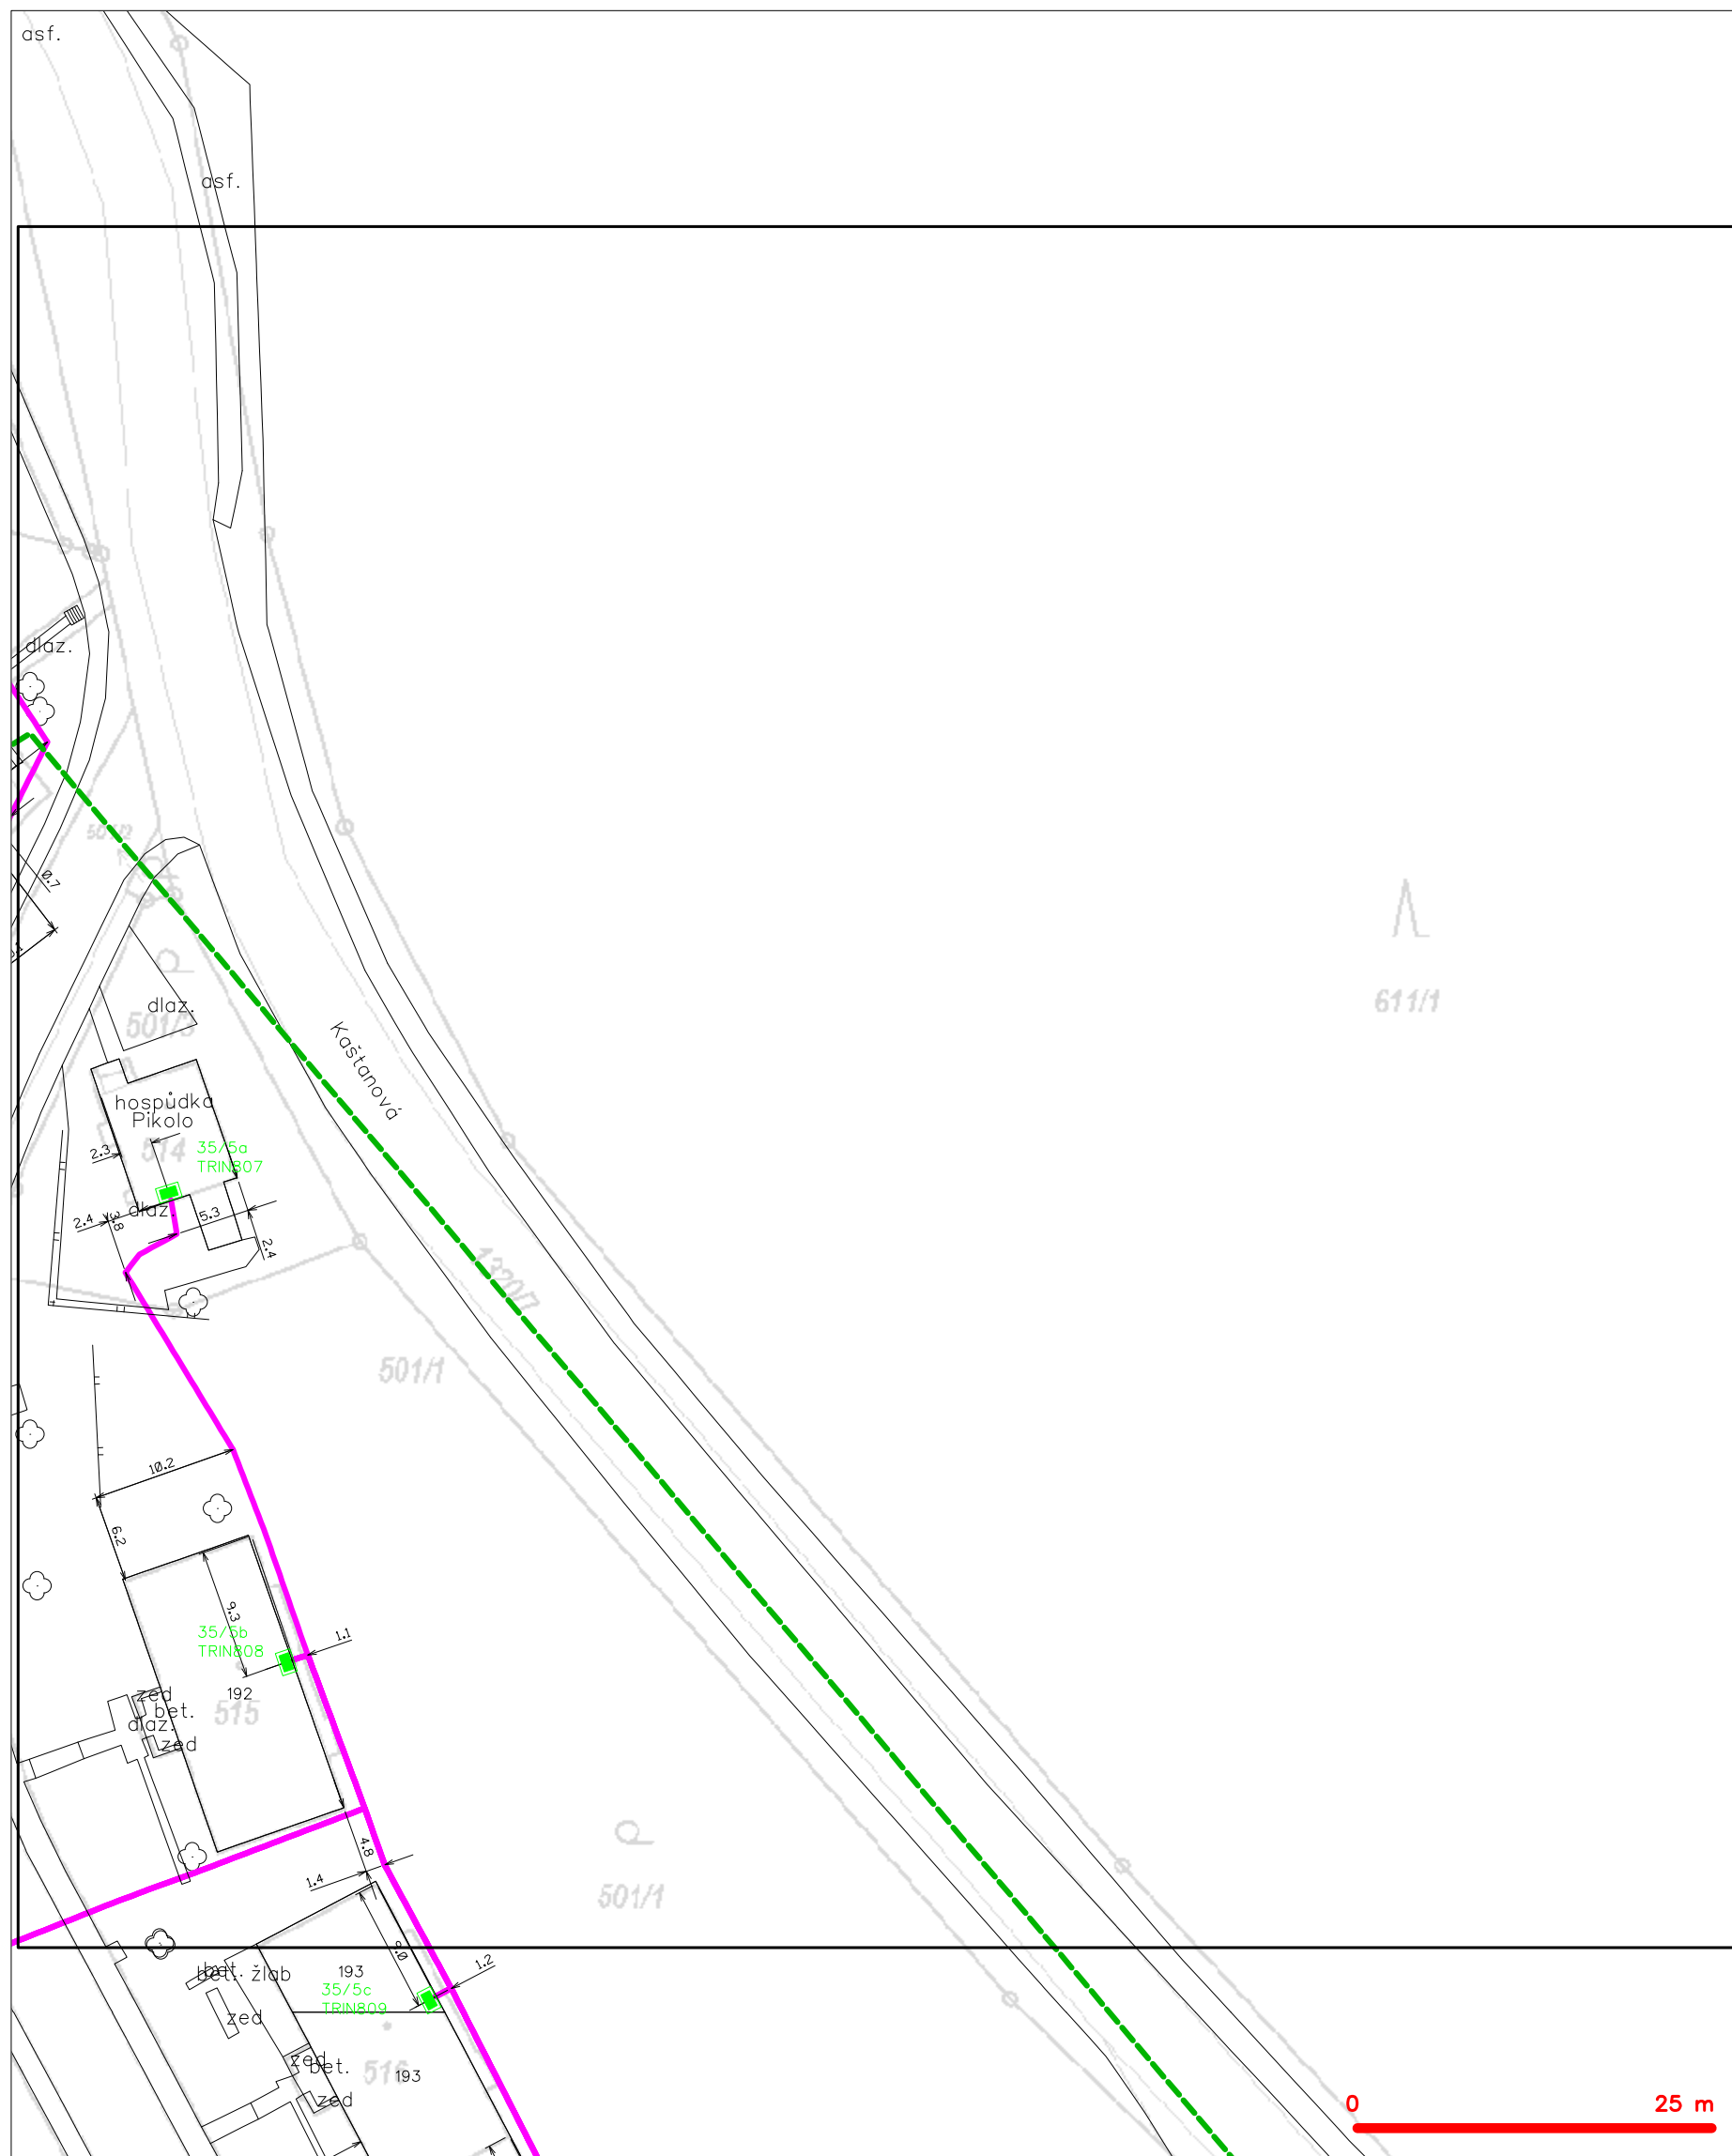 asf.
asf.
dlaz.
0.7
dlaz.
501/3
611/1
Kaštanová
hospůdka
Pikolo
514
35/5a
TRIN807
2.3
dlaz.
2.4
3.8
5.3
2.4
1320/7
501/1
10.2
6.2
9.3
35/5b
TRIN808
1.1
192
515
zed
bet.
dlaz.
zed
4.8
1.4
501/1
9.0
1.2
bet.
bet. žlab
193
35/5c
TRIN809
zed
zed
bet.
516
193
zed
0
25 m